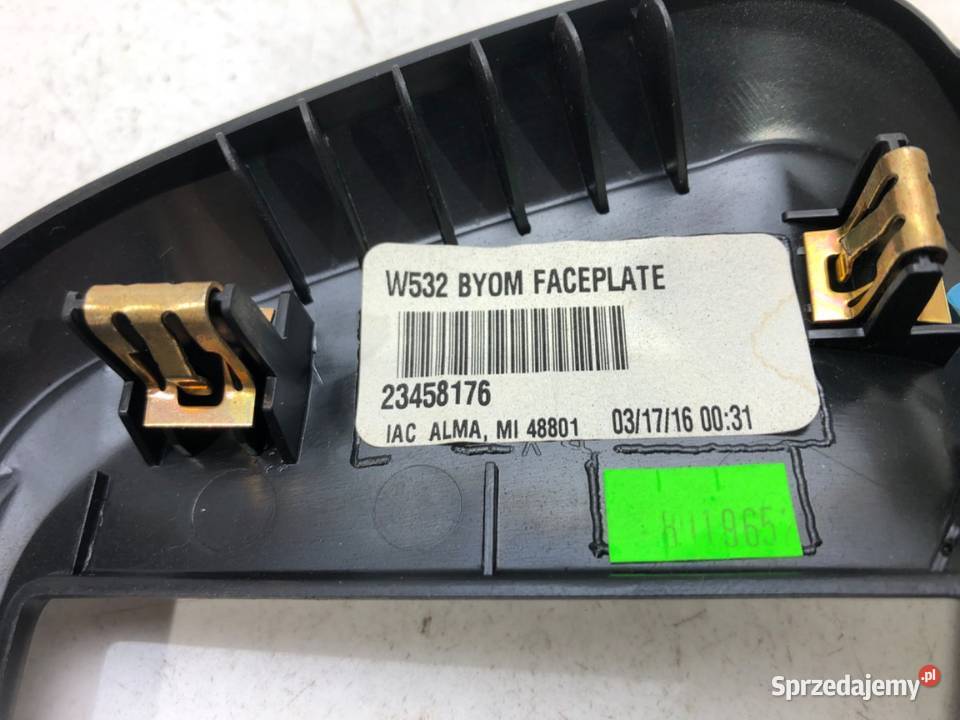 W532 BYOM FACEPLATE
23458176
IAC ALMA, MI 48801 03/17/16 00:31
Sprzedajemy.pl